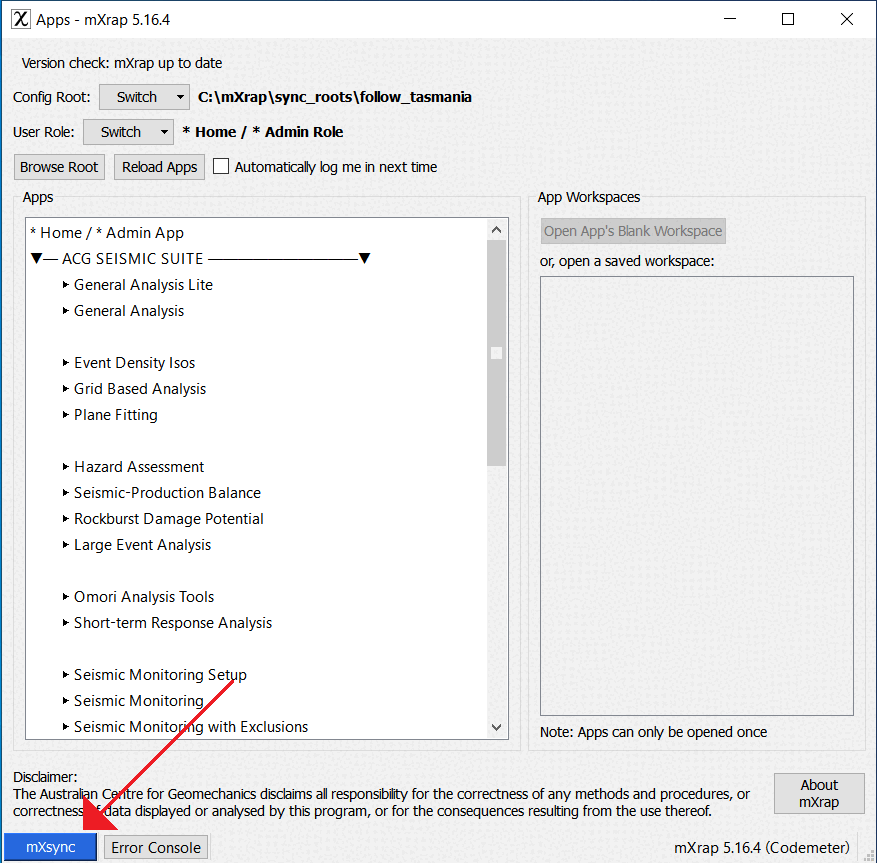 Apps - mXrap 5.16.4
Version check: mXrap up to date
Config Root: Switch C:\mXrap\sync_roots\follow_tasmania
User Role: Switch * Home / * Admin Role
Browse Root Reload Apps Automatically log me in next time
Apps
* Home / * Admin App
ACG SEISMIC SUITE
General Analysis Lite
General Analysis
Event Density Isos
Grid Based Analysis
Plane Fitting
Hazard Assessment
Seismic-Production Balance
Rockburst Damage Potential
Large Event Analysis
Omori Analysis Tools
Short-term Response Analysis
Seismic Monitoring Setup
Seismic Monitoring
Seismic Monitoring with Exclusions
App Workspaces
Open App's Blank Workspace
or, open a saved workspace:
Note: Apps can only be opened once
Disclaimer:
The Australian Centre for Geomechanics disclaims all responsibility for the correctness of any methods and procedures, or
correctness of data displayed or analysed by this program, or for the consequences resulting from the use thereof.
About
mXrap
mXsync Error Console mXrap 5.16.4 (Codemeter)